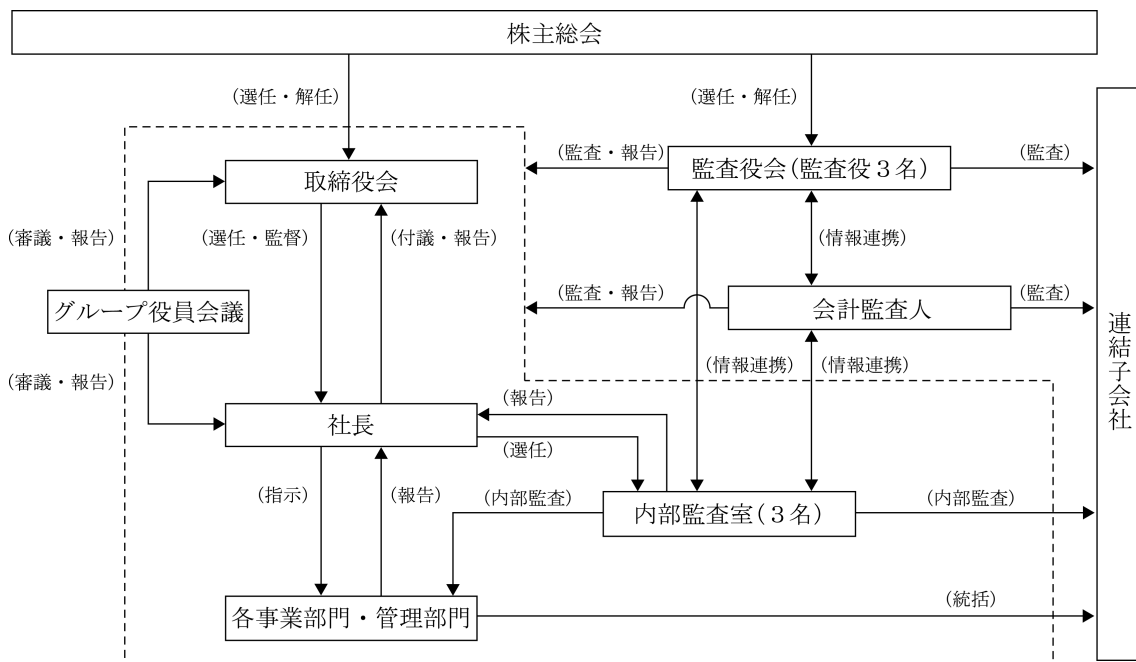 株主総会
(選任・解任)
(選任・解任)
(監査・報告)
監査役会(監査役3名)
(監査)
取締役会
(審議・報告)
(選任・監督)
(付議・報告)
(情報連携)
グループ役員会議
(監査・報告)
会計監査人
(監査)
連結子会社
(審議・報告)
(情報連携)
(情報連携)
社長
(報告)
(選任)
(指示)
(報告)
(内部監査)
内部監査室(3名)
(内部監査)
各事業部門・管理部門
(統括)